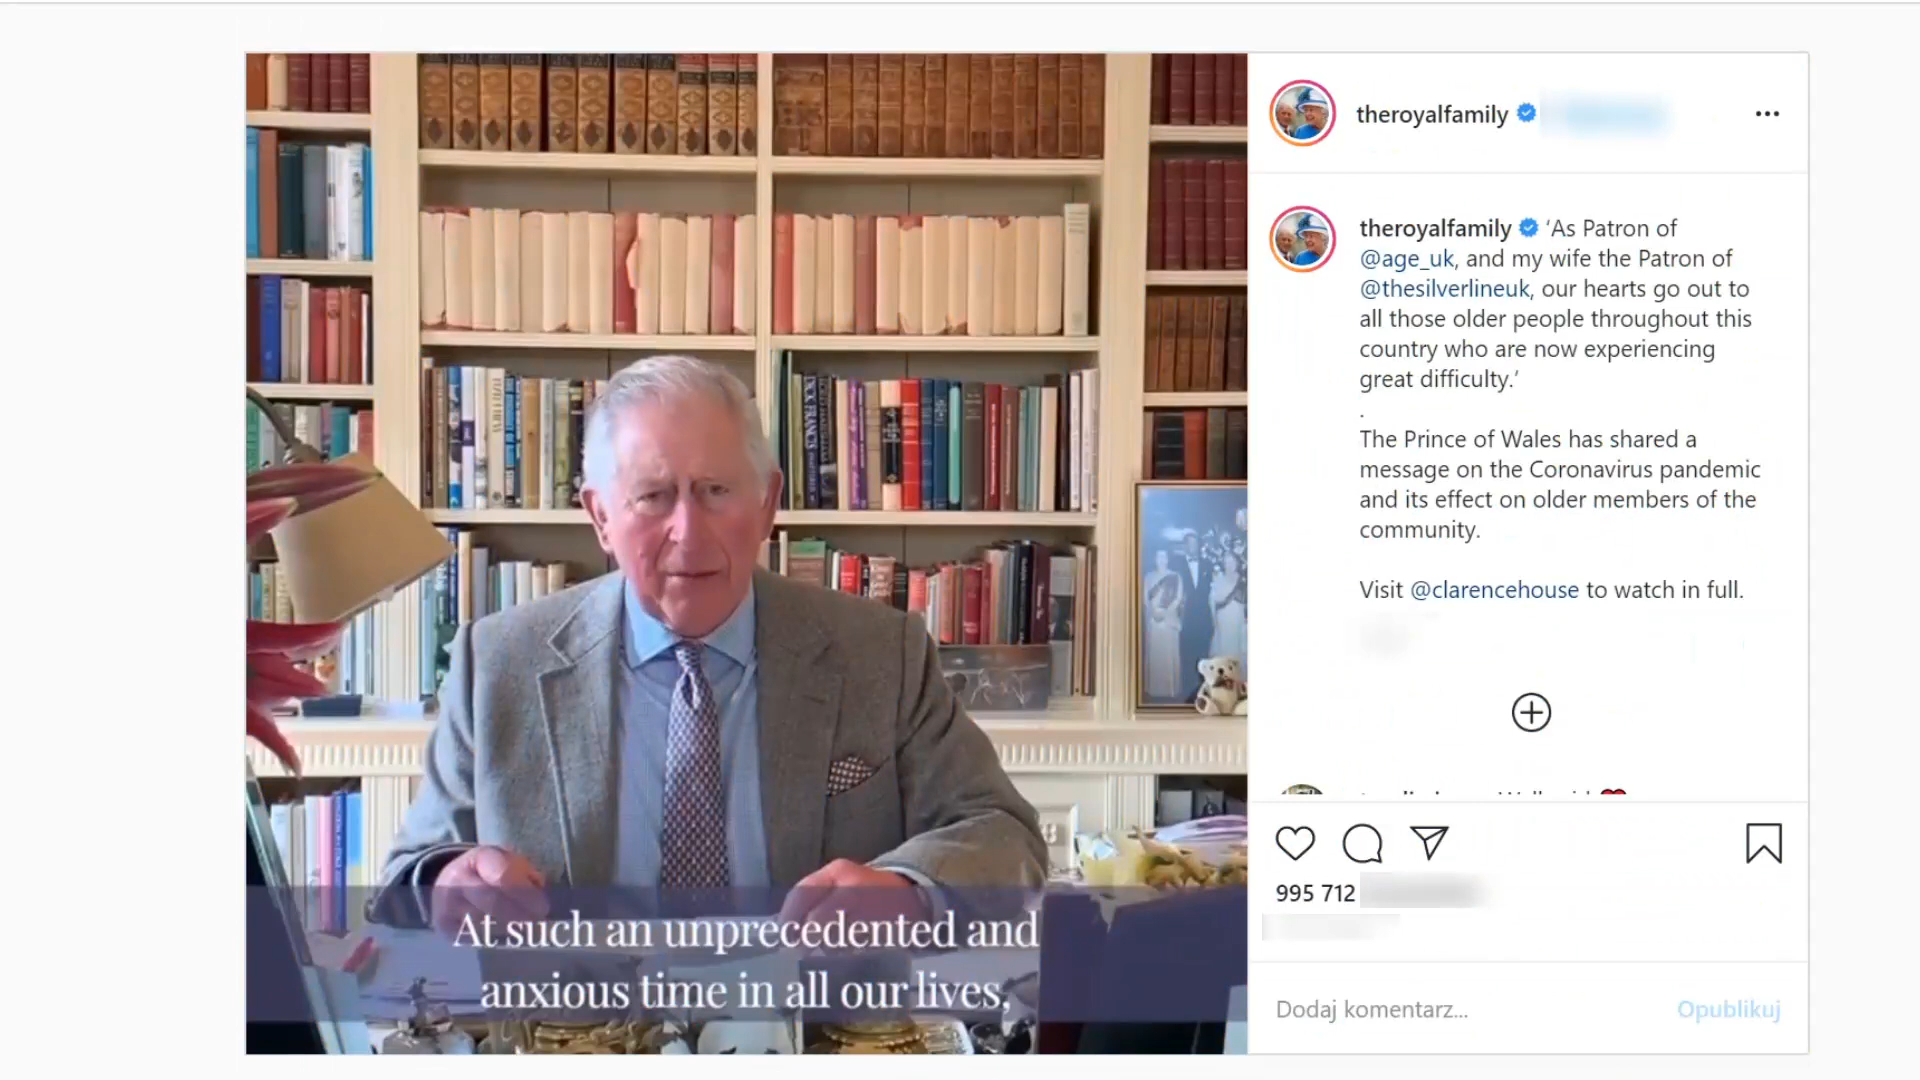 theroyalfamily
theroyalfamily ‘As Patron of
@age_uk, and my wife the Patron of
@thesilverlineuk, our hearts go out to
all those older people throughout this
country who are now experiencing
great difficulty.’
.
The Prince of Wales has shared a
message on the Coronavirus pandemic
and its effect on older members of the
community.
Visit @clarencehouse to watch in full.
995 712
Dodaj komentarz...
Opublikuj
DICK FRANCIS
At such an unprecedented and
anxious time in all our lives,